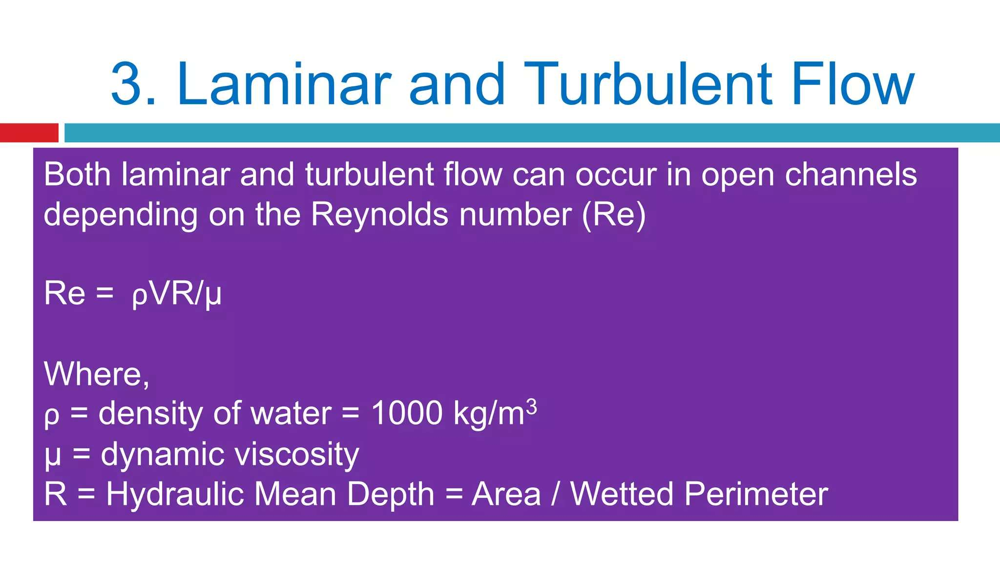 3. Laminar and Turbulent Flow
Both laminar and turbulent flow can occur in open channels
depending on the Reynolds number (Re)
Re = ρVR/µ
Where,
ρ = density of water = 1000 kg/m³
µ = dynamic viscosity
R = Hydraulic Mean Depth = Area / Wetted Perimeter